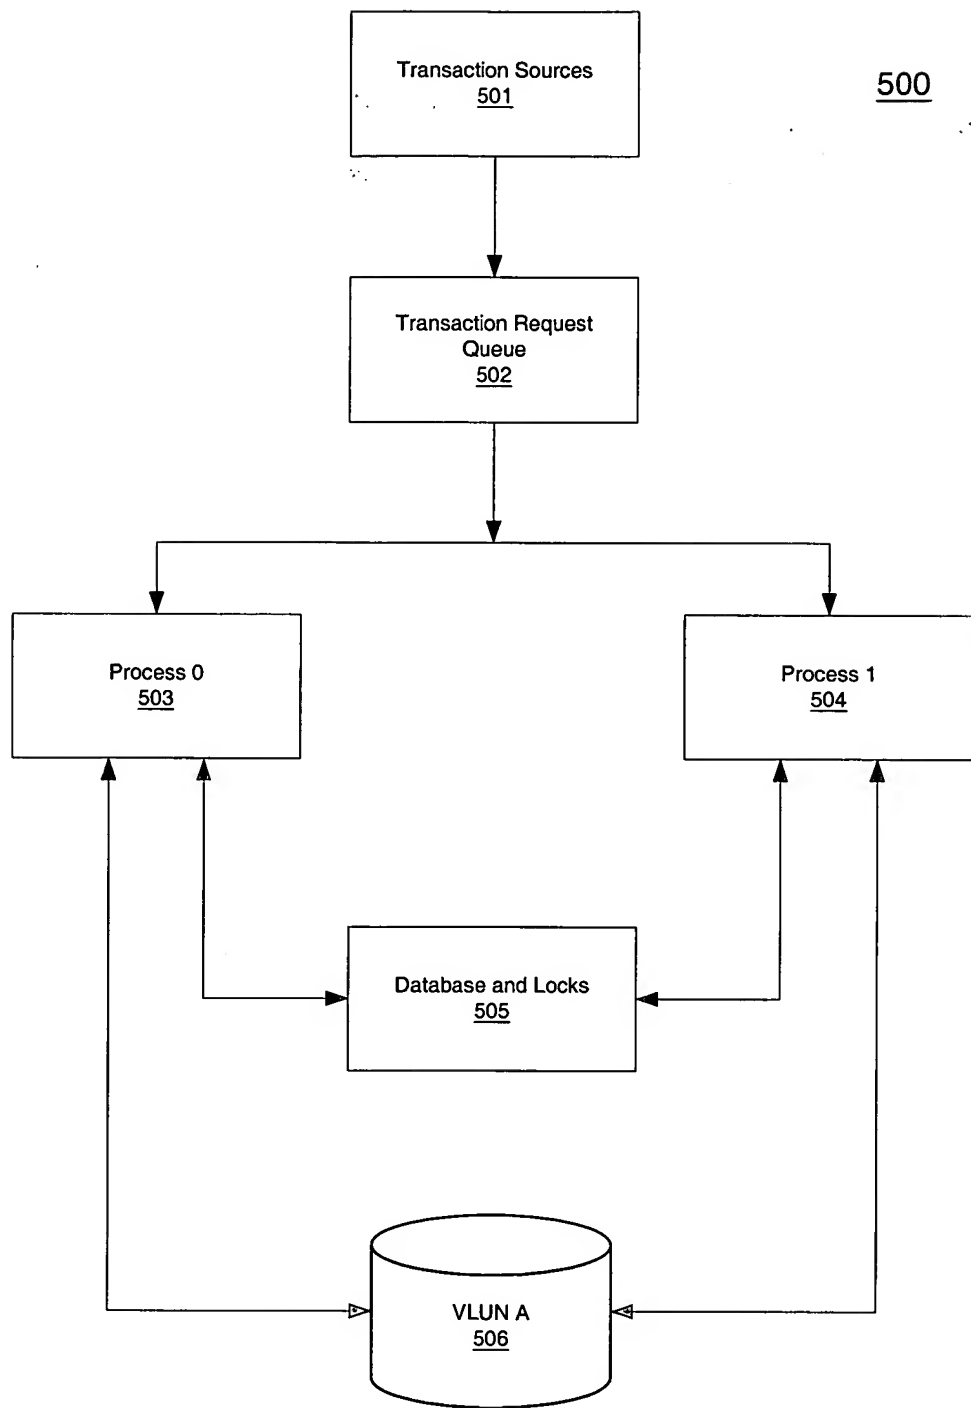 Transaction Sources
501
500
Transaction Request
Queue
502
Process 0
503
Process 1
504
Database and Locks
505
VLUN A
506